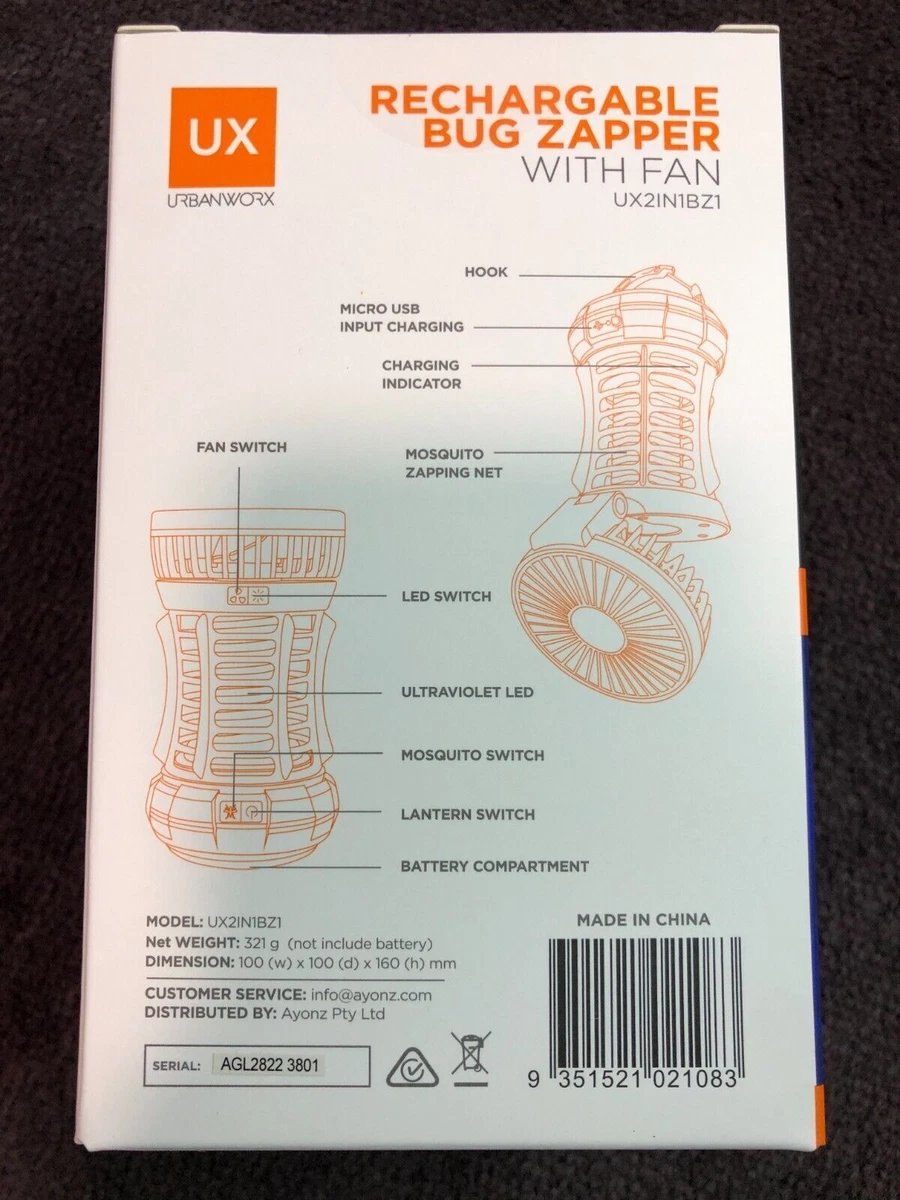 UX
URBANWORX
RECHARGABLE
BUG ZAPPER
WITH FAN
UX2IN1BZ1
HOOK
MICRO USB
INPUT CHARGING
CHARGING
INDICATOR
MOSQUITO
ZAPPING NET
FAN SWITCH
LED SWITCH
ULTRAVIOLET LED
MOSQUITO SWITCH
LANTERN SWITCH
BATTERY COMPARTMENT
MODEL: UX2IN1BZ1
Net WEIGHT: 321 g (not include battery)
DIMENSION: 100 (w) x 100 (d) x 160 (h) mm
CUSTOMER SERVICE: info@ayonz.com
DISTRIBUTED BY: Ayonz Pty Ltd
SERIAL: AGL2822 3801
MADE IN CHINA
9 351521 021083